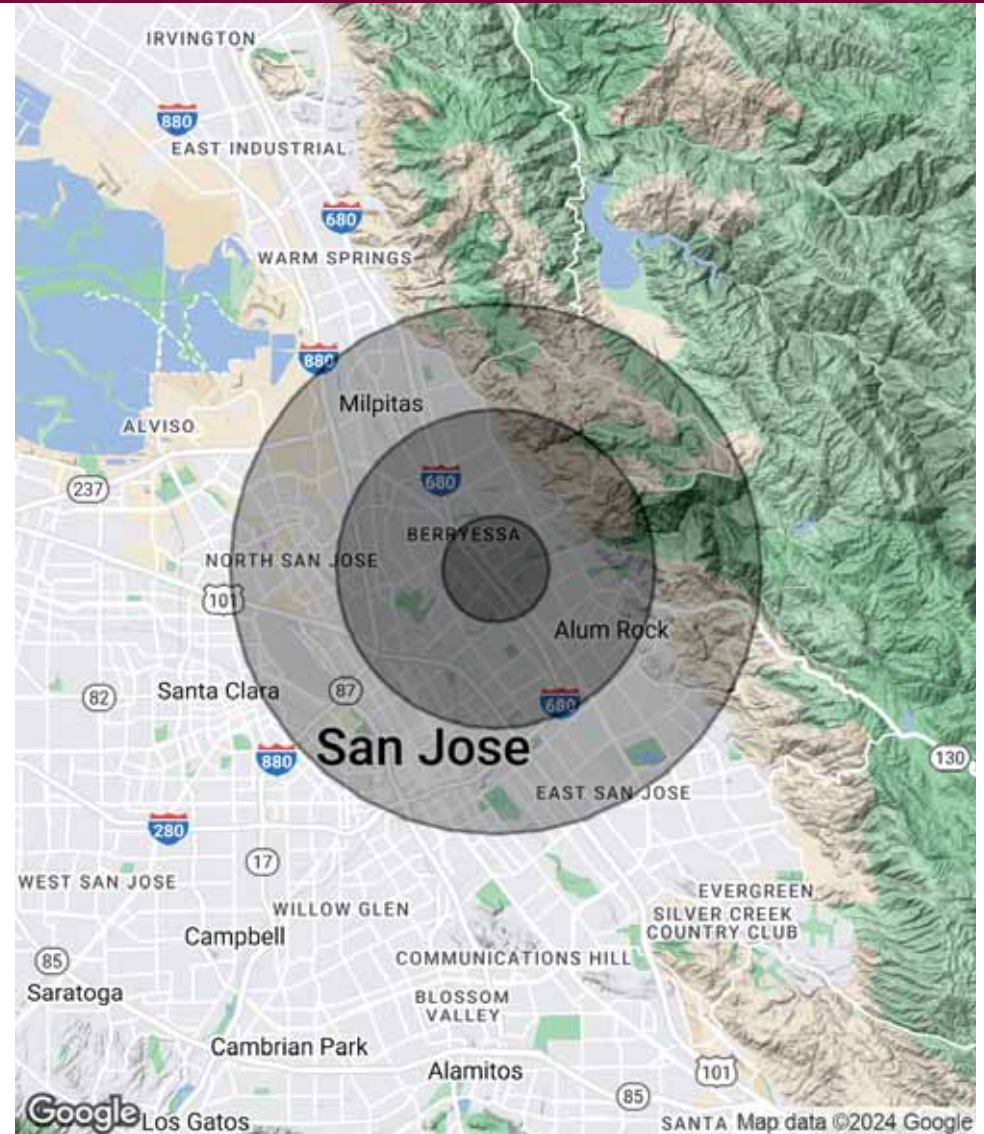 IRVINGTON
880
EAST INDUSTRIAL
680
WARM SPRINGS
880
Milpitas
ALVISO
680
237
BERRYESSA
NORTH SAN JOSE
101
Alum Rock
Santa Clara
87
82
680
San Jose
880
130
EAST SAN JOSE
280
17
WEST SAN JOSE
EVERGREEN
WILLOW GLEN
SILVER CREEK
COUNTRY CLUB
Campbell
COMMUNICATIONS HILL
85
Saratoga
BLOSSOM
VALLEY
Cambrian Park
Alamitos
101
85
Google
Los Gatos
SANTA
Map data ©2024 Google